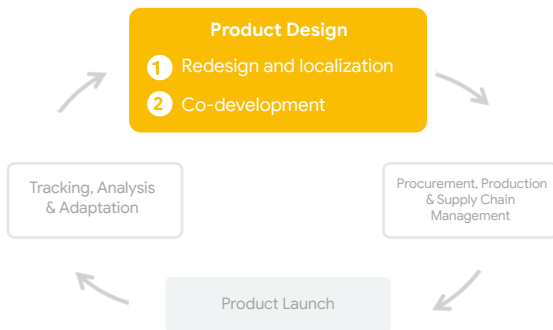 Product Design
1 Redesign and localization
2 Co-development
Tracking, Analysis
& Adaptation
Procurement, Production
& Supply Chain
Management
Product Launch